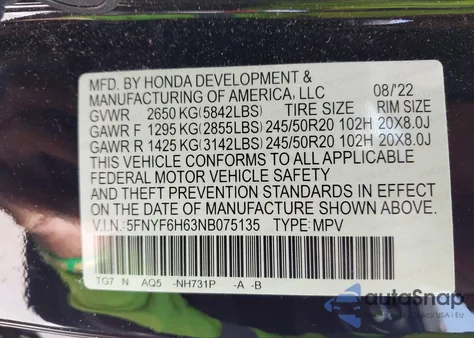 MFD. BY HONDA DEVELOPMENT &
MANUFACTURING OF AMERICA, LLC 08/'22
GVWR 2650 KG (5842LBS) TIRE SIZE RIM SIZE
GAWR F 1295 KG (2855LBS) 245/50R20 102H 20X8.0J
GAWR R 1425 KG (3142LBS) 245/50R20 102H 20X8.0J
THIS VEHICLE CONFORMS TO ALL APPLICABLE
FEDERAL MOTOR VEHICLE SAFETY
AND THEFT PREVENTION STANDARDS IN EFFECT
ON THE DATE OF MANUFACTURE SHOWN ABOVE.
V.I.N.:5FNYF6H63NB075135 TYPE:MPV
TG7 N AQ5 -NH731P -A -B
autoSnap